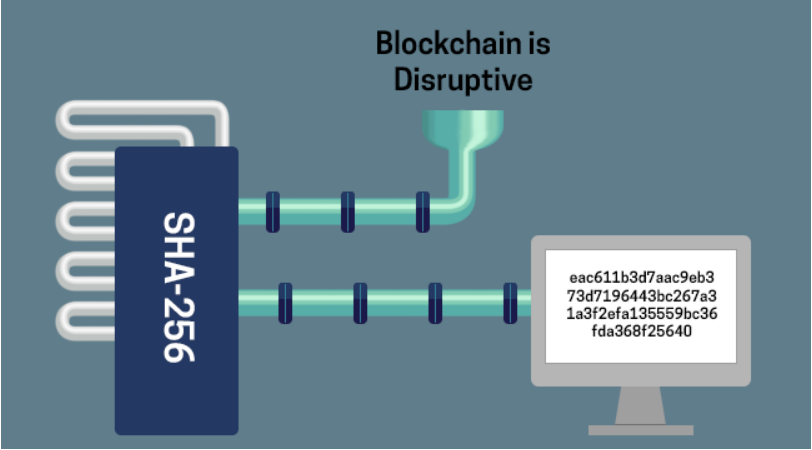 Blockchain is
Disruptive
SHA-256
eac611b3d7aac9eb3
73d7196443bc267a3
1a3f2efa135559bc36
fda368f25640